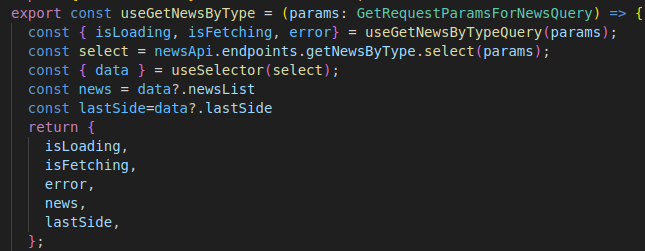 export const useGetNewsByType = (params: GetRequestParamsForNewsQuery) => {
const { isLoading, isFetching, error} = useGetNewsByTypeQuery(params);
const select = newsApi.endpoints.getNewsByType.select(params);
const { data } = useSelector(select);
const news = data?.newsList
const lastSide=data?.lastSide
return {
isLoading,
isFetching,
error,
news,
lastSide,
};